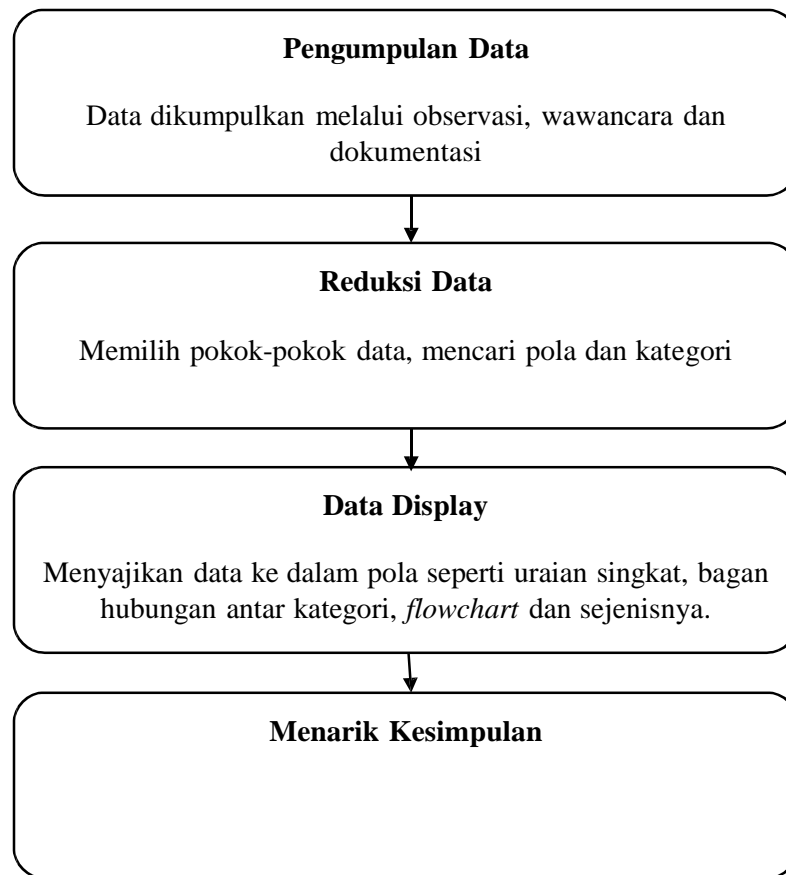 Pengumpulan Data
Data dikumpulkan melalui observasi, wawancara dan
dokumentasi
Reduksi Data
Memilih pokok-pokok data, mencari pola dan kategori
Data Display
Menyajikan data ke dalam pola seperti uraian singkat, bagan
hubungan antar kategori, flowchart dan sejenisnya.
Menarik Kesimpulan